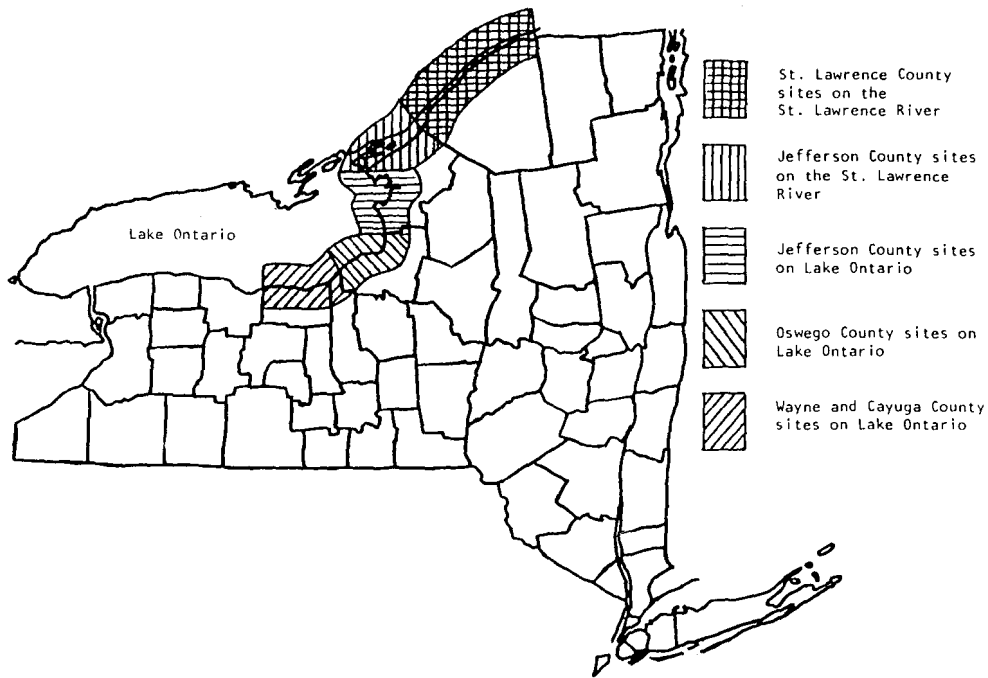 St. Lawrence County
sites on the
St. Lawrence River
Jefferson County sites
on the St. Lawrence
River
Lake Ontario
Jefferson County sites
on Lake Ontario
Oswego County sites on
Lake Ontario
Wayne and Cayuga County
sites on Lake Ontario